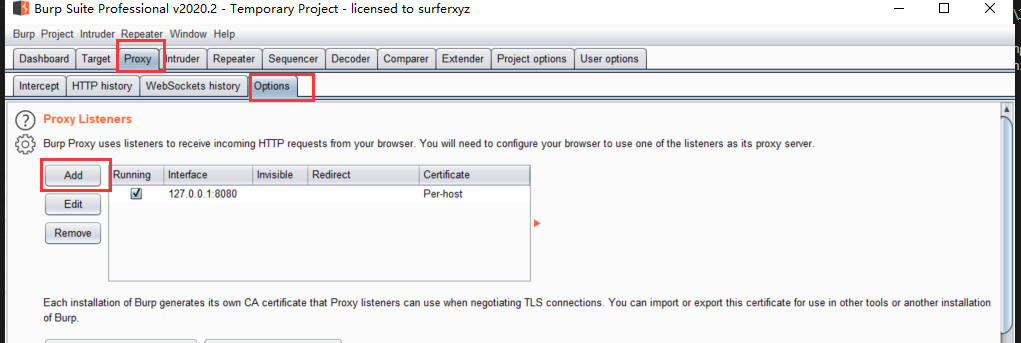 Burp Suite Professional v2020.2 - Temporary Project - licensed to surferxyz
Burp Project Intruder Repeater Window Help
Dashboard Target Proxy Intruder Repeater Sequencer Decoder Comparer Extender Project options User options
Intercept HTTP history WebSockets history Options
Proxy Listeners
Burp Proxy uses listeners to receive incoming HTTP requests from your browser. You will need to configure your browser to use one of the listeners as its proxy server.
Add Running Interface Invisible Redirect Certificate
127.0.0.1:8080 Per-host
Edit
Remove
Each installation of Burp generates its own CA certificate that Proxy listeners can use when negotiating TLS connections. You can import or export this certificate for use in other tools or another installation
of Burp.